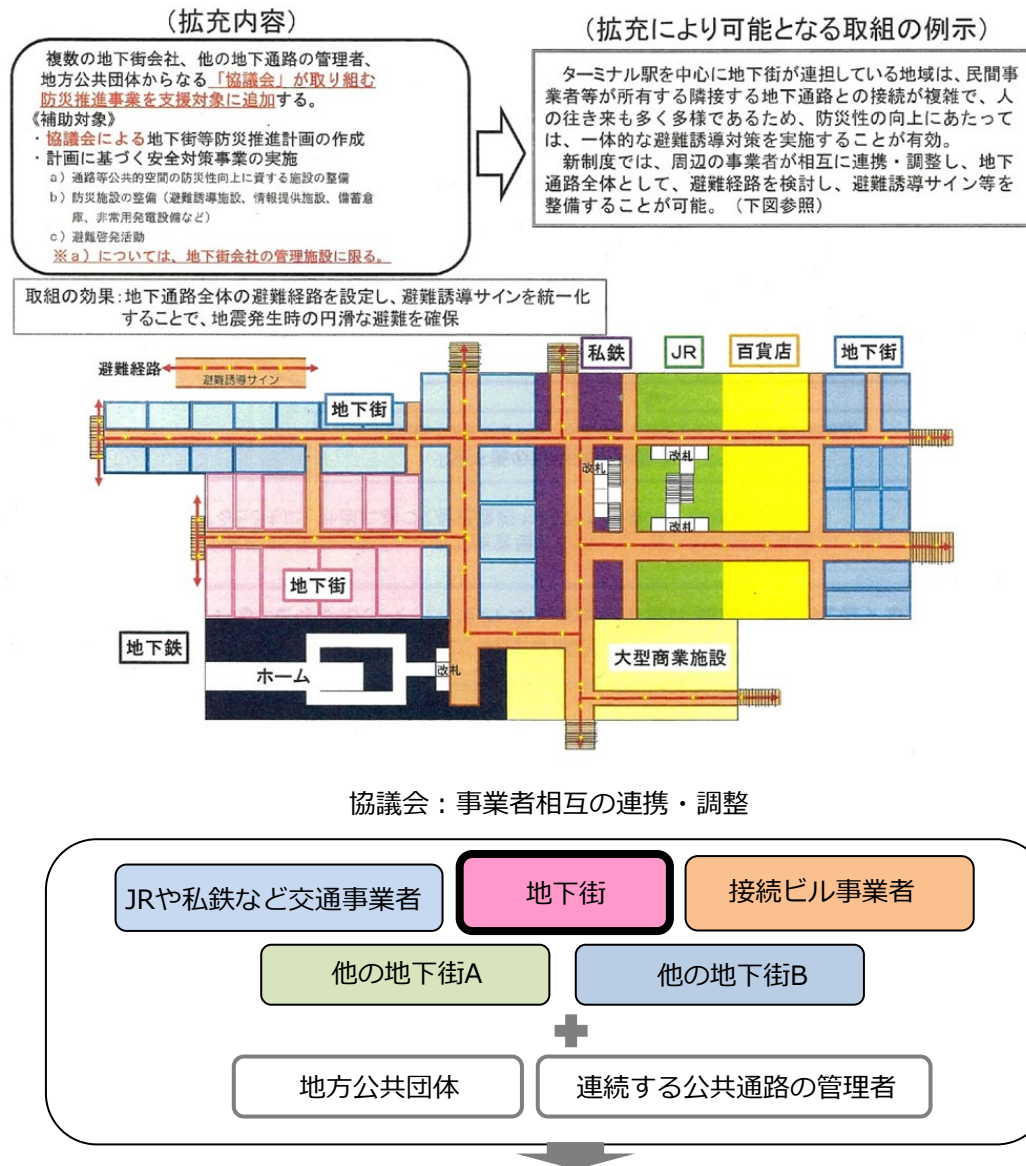 (拡充内容)
複数の地下街会社、他の地下通路の管理者、
地方公共団体からなる「協議会」が取り組む
防災推進事業を支援対象に追加する。
《補助対象》
・協議会による地下街等防災推進計画の作成
・計画に基づく安全対策事業の実施
a)通路等公共的空間の防災性向上に資する施設の整備
b)防災施設の整備(避難誘導施設、情報提供施設、備蓄倉
庫、非常用発電設備など)
c)避難啓発活動
※a)については、地下街会社の管理施設に限る。
(拡充により可能となる取組の例示)
ターミナル駅を中心に地下街が連担している地域は、民間事
業者等が所有する隣接する地下通路との接続が複雑で、人
の往き来も多く多様であるため、防災性の向上にあたって
は、一体的な避難誘導対策を実施することが有効。
新制度では、周辺の事業者が相互に連携・調整し、地下
通路全体として、避難経路を検討し、避難誘導サイン等を
整備することが可能。(下図参照)
取組の効果:地下通路全体の避難経路を設定し、避難誘導サインを統一化
することで、地震発生時の円滑な避難を確保
避難経路
避難誘導サイン
私鉄
JR
百貨店
地下街
地下街
改札
改札
改札
地下街
地下鉄
ホーム
改札
大型商業施設
協議会:事業者相互の連携・調整
JRや私鉄など交通事業者
地下街
接続ビル事業者
他の地下街A
他の地下街B
地方公共団体
連続する公共通路の管理者